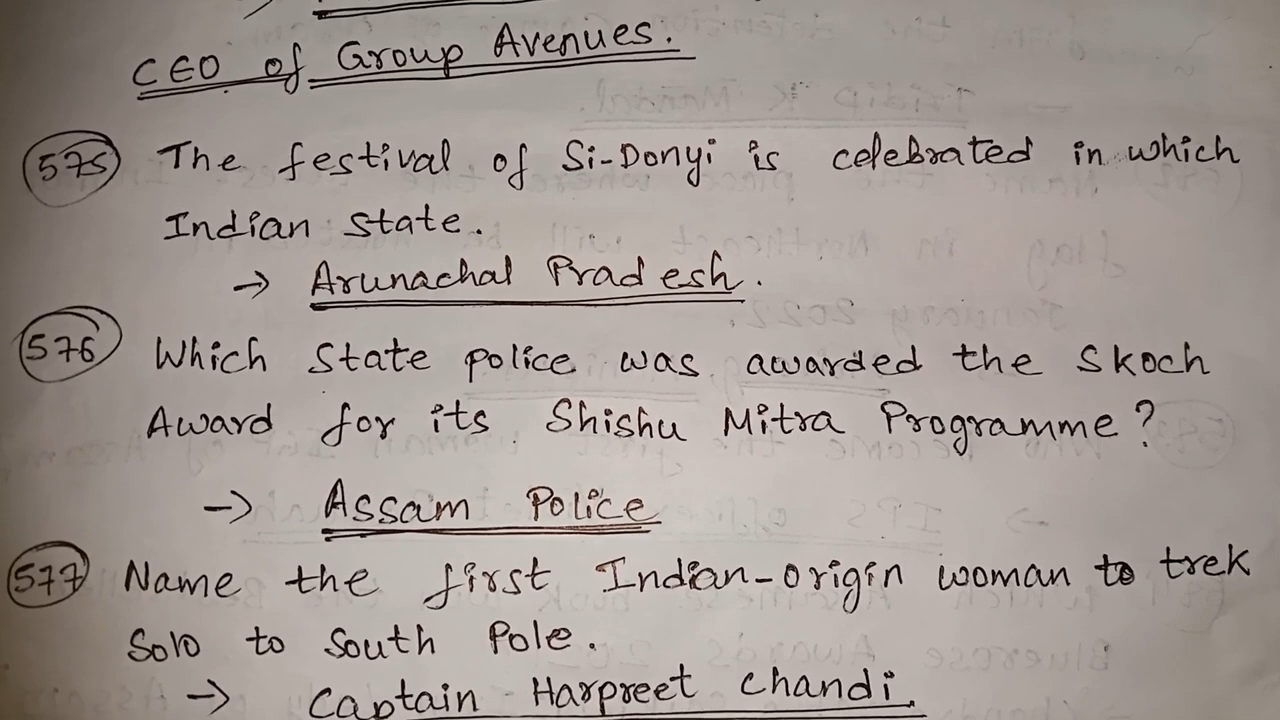 CEO of Group Avenues.
575 The festival of Si-Donyi is celebrated in which
Indian state.
→ Arunachal Pradesh.
576 Which State police was awarded the Skoch
Award for its Shishu Mitra Programme?
→ Assam Police
577 Name the first Indian-origin woman to trek
Solo to South Pole.
→ Captain Harpreet Chandi.